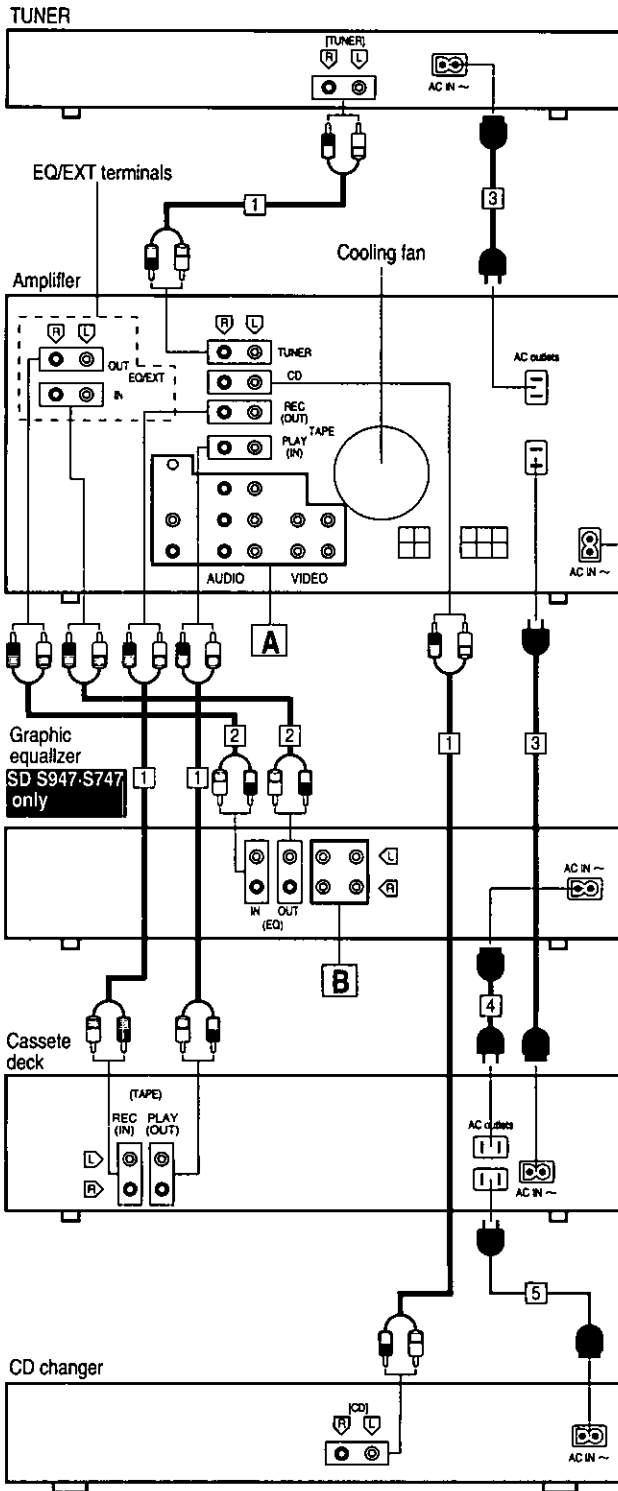 TUNER
[TUNER]
R L
AC IN ~
EQ/EXT terminals
1
3
Cooling fan
Amplifler
R L
R L
OUT
EQ/EXT
IN
TUNER
CD
REC
(OUT)
TAPE
PLAY
(IN)
AC outlets
AUDIO VIDEO
AC IN ~
A
Graphic
equalizer
SD S947·S747
only
2 2
1 1
1
3
L
R
IN OUT
(EQ)
AC IN ~
B
4
Cassete
deck
(TAPE)
REC PLAY
(IN) (OUT)
L
R
AC outlets
AC IN ~
5
CD changer
[CD]
R L
AC IN ~